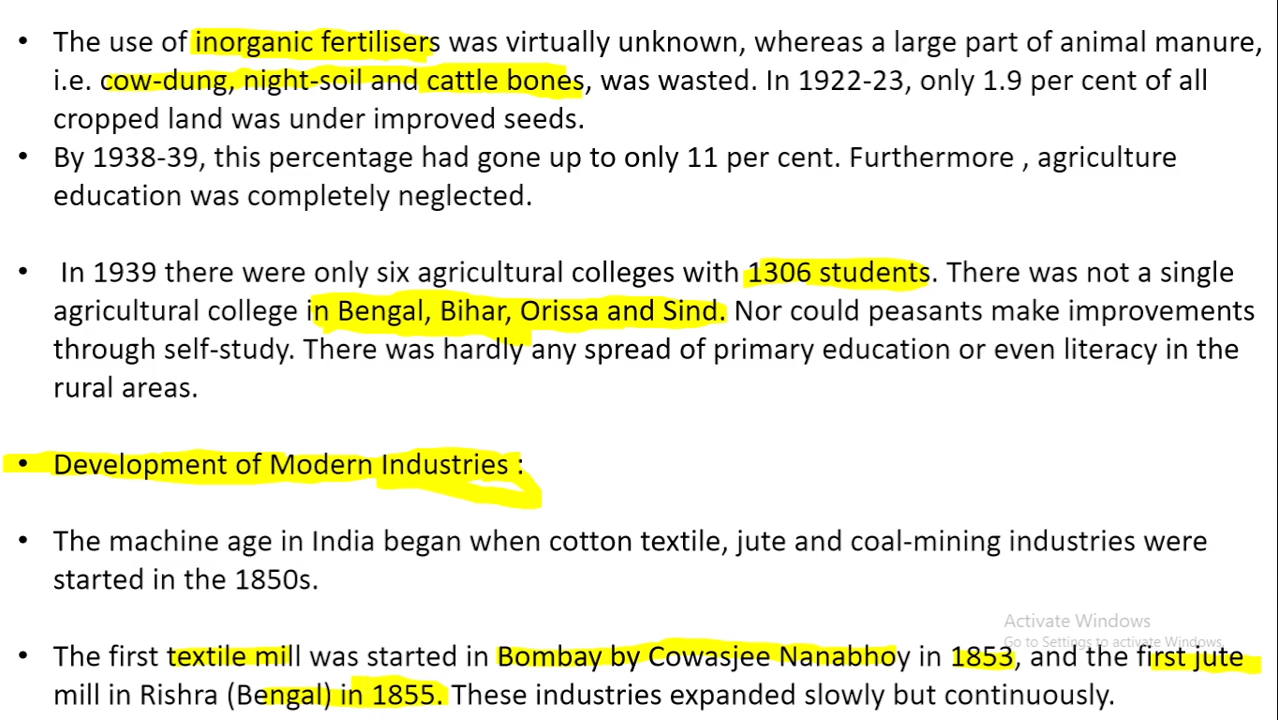 • The use of inorganic fertilisers was virtually unknown, whereas a large part of animal manure,
i.e. cow-dung, night-soil and cattle bones, was wasted. In 1922-23, only 1.9 per cent of all
cropped land was under improved seeds.
• By 1938-39, this percentage had gone up to only 11 per cent. Furthermore , agriculture
education was completely neglected.
• In 1939 there were only six agricultural colleges with 1306 students. There was not a single
agricultural college in Bengal, Bihar, Orissa and Sind. Nor could peasants make improvements
through self-study. There was hardly any spread of primary education or even literacy in the
rural areas.
• Development of Modern Industries :
• The machine age in India began when cotton textile, jute and coal-mining industries were
started in the 1850s.
Activate Windows
Go to Settings to activate Windows.
• The first textile mill was started in Bombay by Cowasjee Nanabhoy in 1853, and the first jute
mill in Rishra (Bengal) in 1855. These industries expanded slowly but continuously.